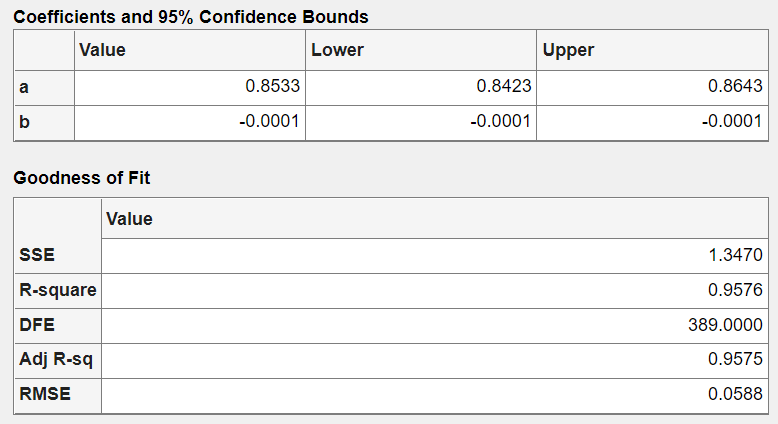 Coefficients and 95% Confidence Bounds
Value Lower Upper
a 0.8533 0.8423 0.8643
b -0.0001 -0.0001 -0.0001
Goodness of Fit
Value
SSE 1.3470
R-square 0.9576
DFE 389.0000
Adj R-sq 0.9575
RMSE 0.0588